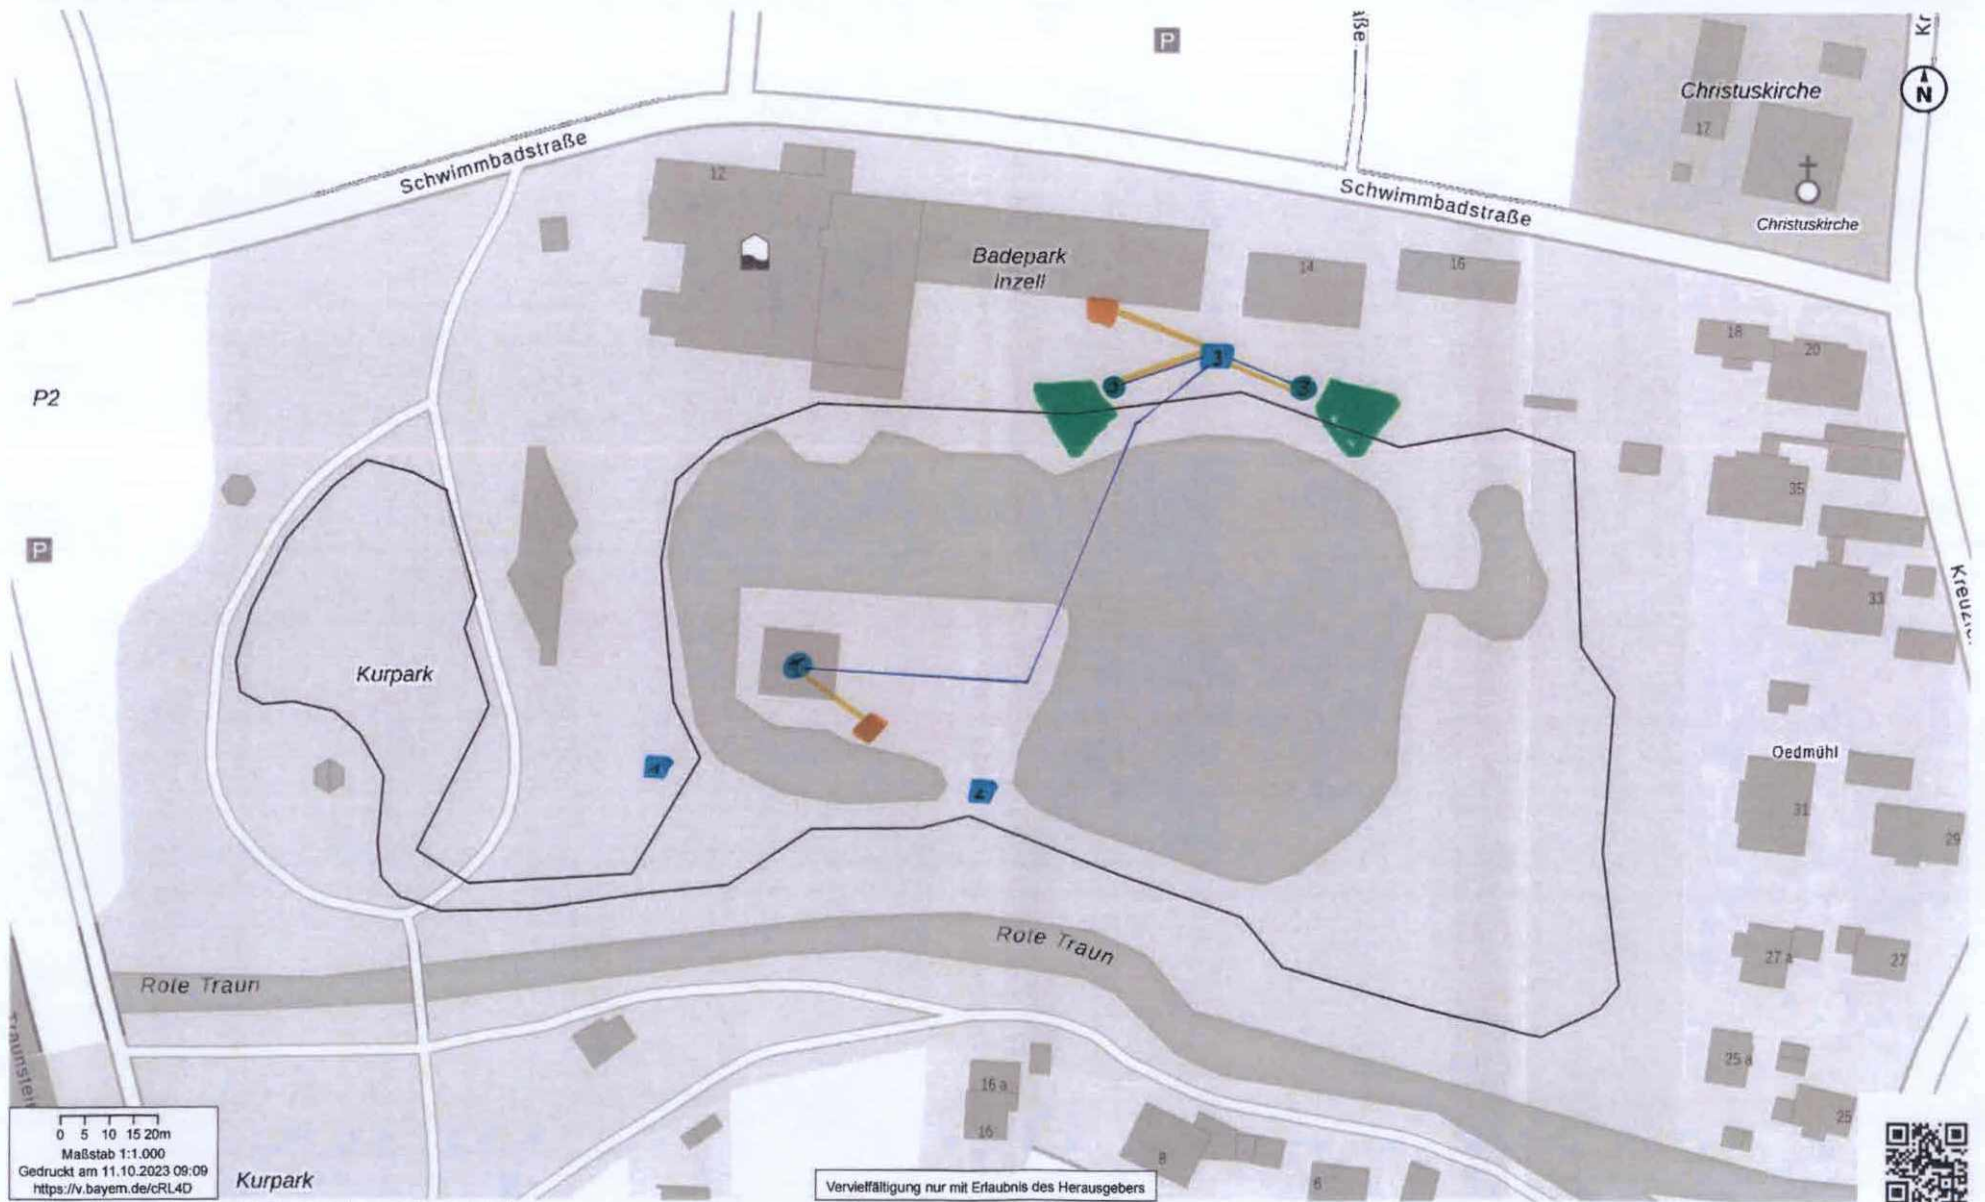 P
Kr
N
Christuskirche
17
Christuskirche
Schwimmbadstraße
12
Schwimmbadstraße
Badepark
Inzell
14
16
18
20
P2
3
35
P
Kreuzfe
33
Kurpark
Oedmühl
31
29
Rote Traun
Rote Traun
27 a
27
25 a
25
16 a
16
8
6
0 5 10 15 20m
Maßstab 1:1.000
Gedruckt am 11.10.2023 09:09
https://v.bayern.de/cRL4D
Kurpark
Vervielfältigung nur mit Erlaubnis des Herausgebers